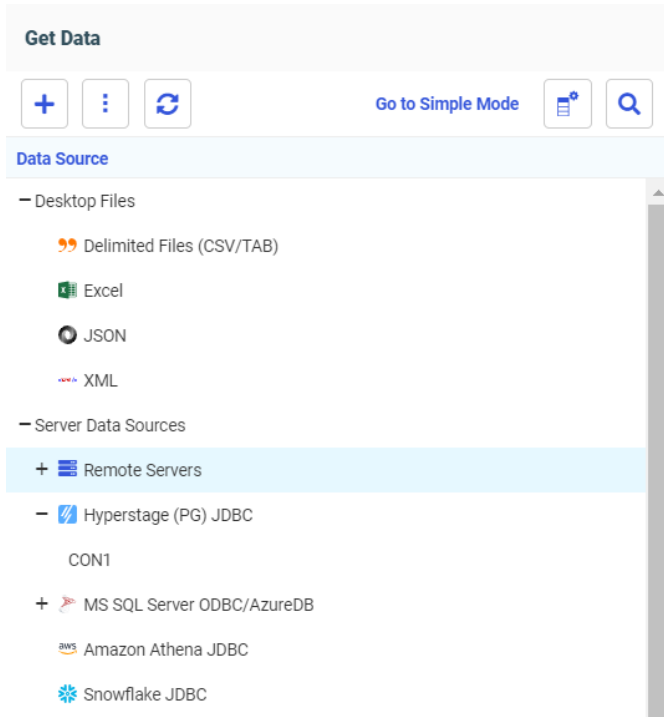 Get Data
Go to Simple Mode
Data Source
Desktop Files
Delimited Files (CSV/TAB)
Excel
JSON
XML
Server Data Sources
Remote Servers
Hyperstage (PG) JDBC
CON1
MS SQL Server ODBC/AzureDB
aws Amazon Athena JDBC
Snowflake JDBC